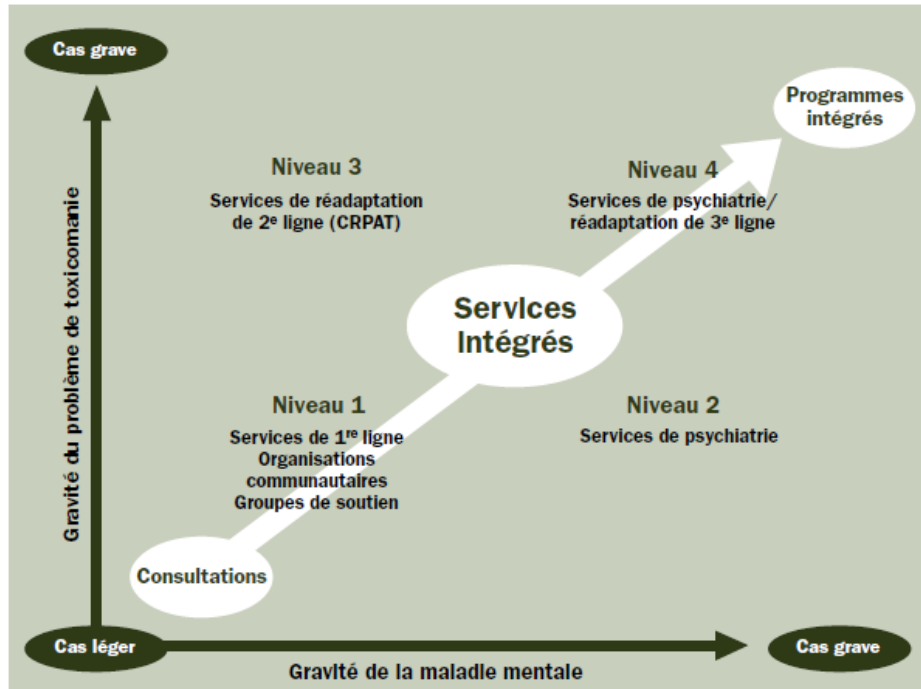 Cas grave
Programmes
intégrés
Niveau 3
Services de réadaptation
de 2e ligne (CRPAT)
Niveau 4
Services de psychiatrie/
réadaptation de 3e ligne
Gravité du problème de toxicomanie
Services
intégrés
Niveau 1
Services de 1re ligne
Organisations
communautaires
Groupes de soutien
Niveau 2
Services de psychiatrie
Consultations
Cas léger
Cas grave
Gravité de la maladie mentale